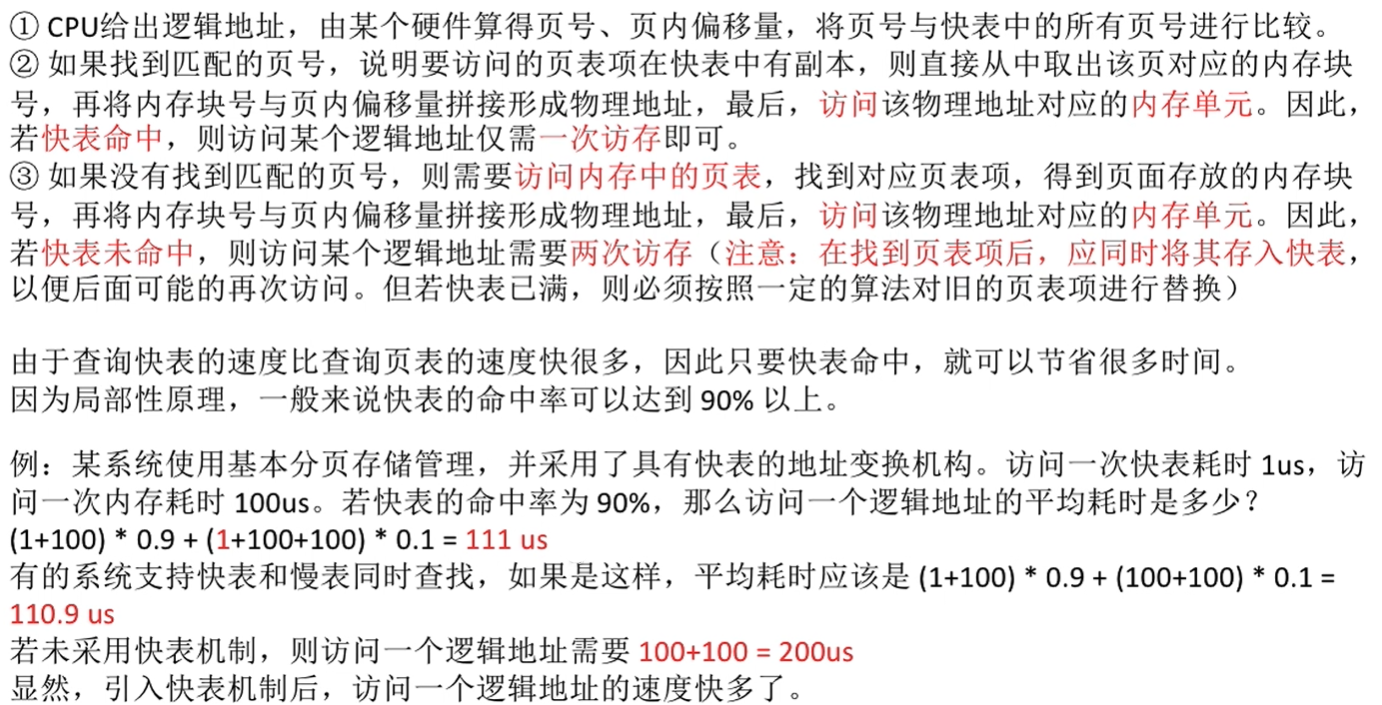 ① CPU给出逻辑地址，由某个硬件算得页号、页内偏移量，将页号与快表中的所有页号进行比较。
② 如果找到匹配的页号，说明要访问的页表项在快表中有副本，则直接从中取出该页对应的内存块
号，再将内存块号与页内偏移量拼接形成物理地址，最后，访问该物理地址对应的内存单元。因此，
若快表命中，则访问某个逻辑地址仅需一次访存即可。
③ 如果没有找到匹配的页号，则需要访问内存中的页表，找到对应页表项，得到页面存放的内存块
号，再将内存块号与页内偏移量拼接形成物理地址，最后，访问该物理地址对应的内存单元。因此，
若快表未命中，则访问某个逻辑地址需要两次访存（注意：在找到页表项后，应同时将其存入快表，
以便后面可能的再次访问。但若快表已满，则必须按照一定的算法对旧的页表项进行替换）
由于查询快表的速度比查询页表的速度快很多，因此只要快表命中，就可以节省很多时间。
因为局部性原理，一般来说快表的命中率可以达到 90% 以上。
例：某系统使用基本分页存储管理，并采用了具有快表的地址变换机构。访问一次快表耗时 1us，访
问一次内存耗时 100us。若快表的命中率为 90%，那么访问一个逻辑地址的平均耗时是多少？
(1+100) * 0.9 + (1+100+100) * 0.1 = 111 us
有的系统支持快表和慢表同时查找，如果是这样，平均耗时应该是 (1+100) * 0.9 + (100+100) * 0.1 =
110.9 us
若未采用快表机制，则访问一个逻辑地址需要 100+100 = 200us
显然，引入快表机制后，访问一个逻辑地址的速度快多了。